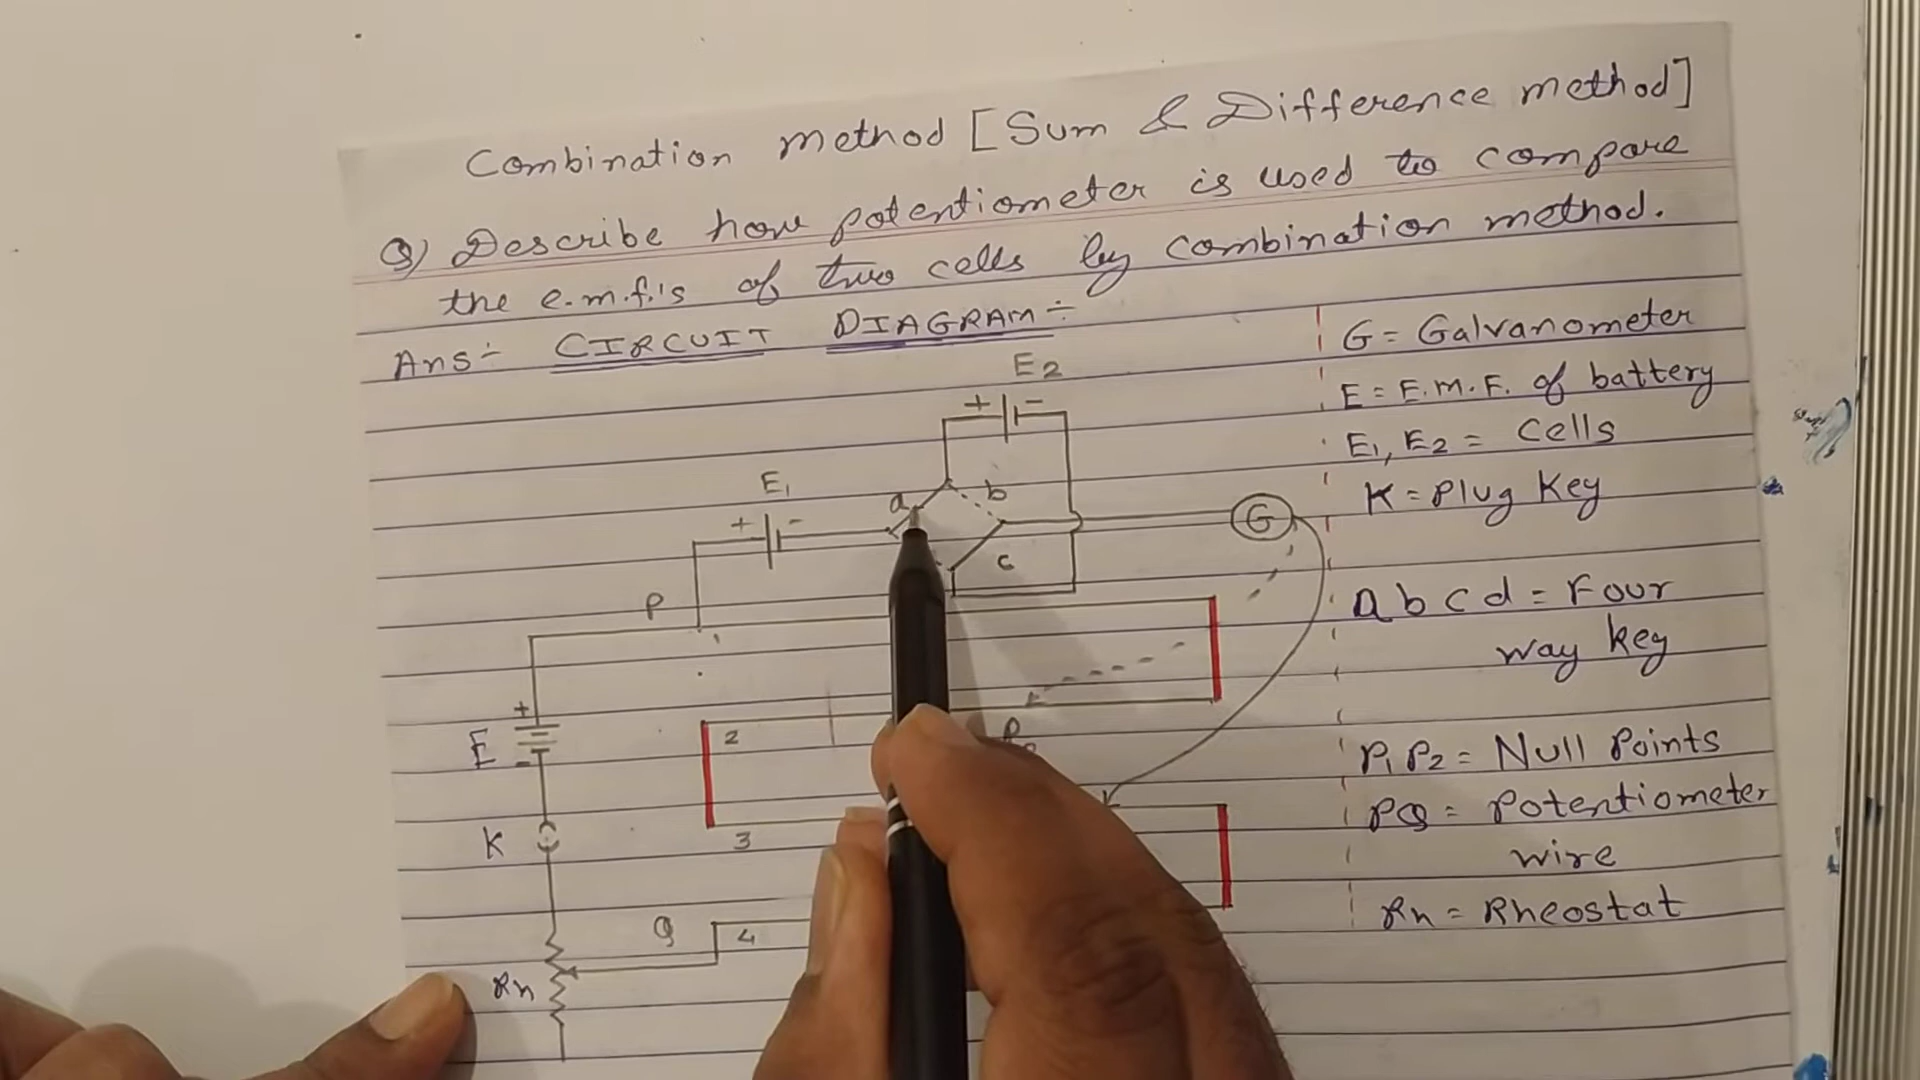 Combination method [Sum & Difference method]
Q) Describe how potentiometer is used to compare
the e.m.f.'s of two cells by combination method.
Ans:- CIRCUIT DIAGRAM:-
E2
+ -
E1
+ -
a
b
c
G
P
+
E
-
K
2
3
Q
4
Rh
G = Galvanometer
E = E.M.F. of battery
E1, E2 = Cells
K = Plug Key
a b c d = Four
way key
P1 P2 = Null Points
PQ = Potentiometer
wire
Rh = Rheostat